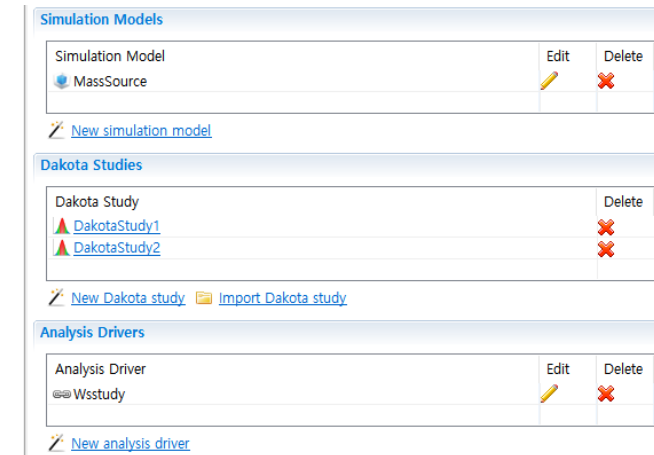 Simulation Models
Simulation Model Edit Delete
MassSource
New simulation model
Dakota Studies
Dakota Study Delete
DakotaStudy1
DakotaStudy2
New Dakota study Import Dakota study
Analysis Drivers
Analysis Driver Edit Delete
Wsstudy
New analysis driver